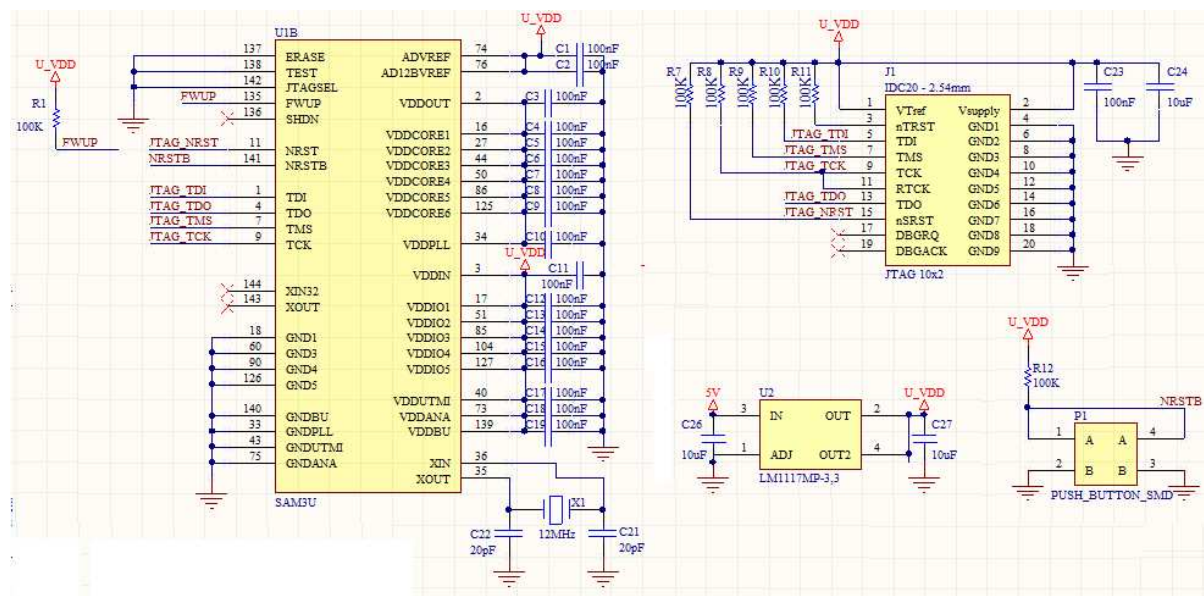 U1B
U_VDD
U_VDD
R1
100K
FWUP
137 ERASE ADVREF 74 C1 100nF
138 TEST AD12BVREF 76 C2 100nF
142 JTAGSEL
FWUP 135 FWUP VDDOUT 2 C3 100nF
136 SHDN
VDDCORE1 16 C4 100nF
JTAG_NRST 11 NRST VDDCORE2 27 C5 100nF
NRSTB 141 NRSTB VDDCORE3 44 C6 100nF
VDDCORE4 50 C7 100nF
JTAG_TDI 1 TDI VDDCORE5 86 C8 100nF
JTAG_TDO 4 TDO VDDCORE6 125 C9 100nF
JTAG_TMS 7 TMS
JTAG_TCK 9 TCK VDDPLL 34 C10 100nF
U_VDD
VDDIN 3 C11
100nF
144 XIN32
143 XOUT VDDIO1 17 C12 100nF
VDDIO2 51 C13 100nF
18 GND1 VDDIO3 85 C14 100nF
60 GND3 VDDIO4 104 C15 100nF
90 GND4 VDDIO5 127 C16 100nF
126 GND5
VDDUTMI 40 C17 100nF
140 GNDBU VDDANA 73 C18 100nF
33 GNDPLL VDDBU 139 C19 100nF
43 GNDUTMI
75 GNDANA XIN 36
XOUT 35
SAM3U
X1
12MHz
C22
20pF
C21
20pF
U_VDD
R7 R8 R9 R10 R11
100K 100K 100K 100K 100K
J1
IDC20 - 2.54mm
1 VTref Vsupply 2
3 nTRST GND1 4
JTAG_TDI 5 TDI GND2 6
JTAG_TMS 7 TMS GND3 8
JTAG_TCK 9 TCK GND4 10
11 RTCK GND5 12
JTAG_TDO 13 TDO GND6 14
JTAG_NRST 15 nSRST GND7 16
17 DBGRQ GND8 18
19 DBGACK GND9 20
JTAG 10x2
C23
100nF
C24
10uF
5V
U2
U_VDD
3 IN OUT 2
1 ADJ OUT2 4
LM1117MP-3,3
C26
10uF
C27
10uF
U_VDD
R12
100K
NRSTB
P1
1 A A 4
2 B B 3
PUSH_BUTTON_SMD